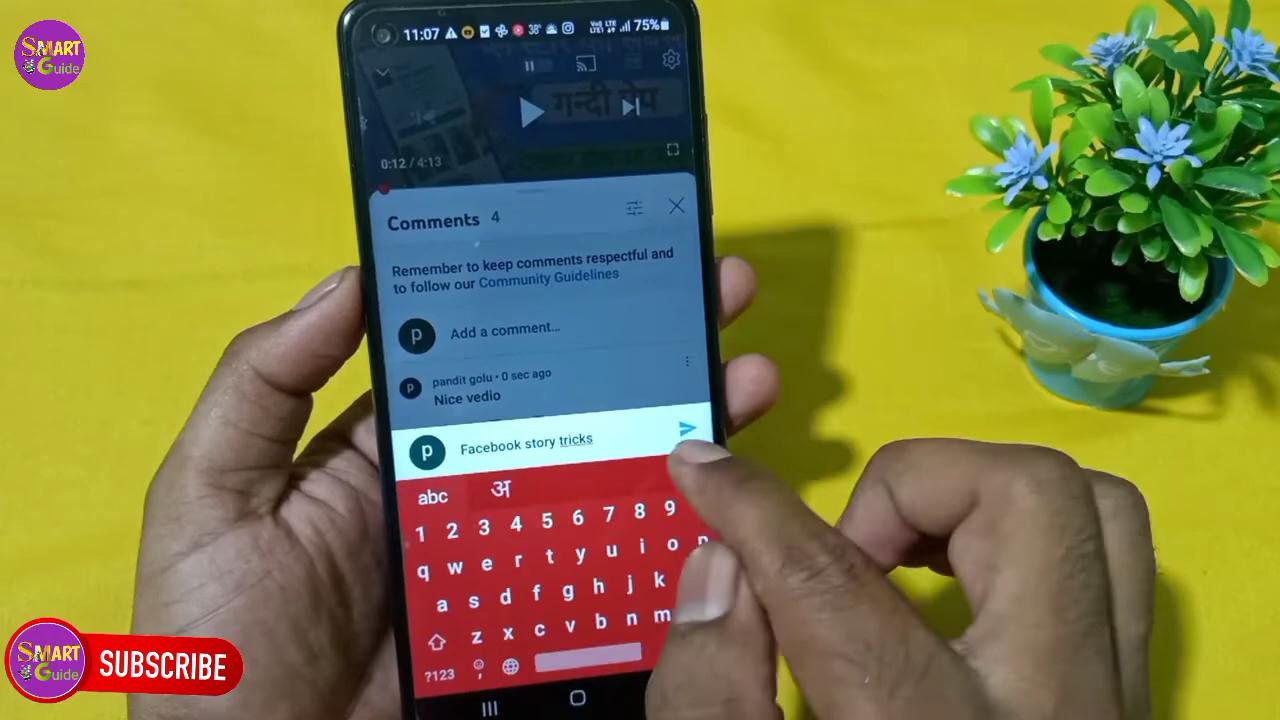 SMART
Guide
11:07
38°
75%
गन्दी ऐप
0:12 / 4:13
Comments 4
Remember to keep comments respectful and
to follow our Community Guidelines
p
Add a comment...
p
pandit golu • 0 sec ago
Nice vedio
p
Facebook story tricks
abc अ
1 2 3 4 5 6 7 8 9
q w e r t y u i o p
a s d f g h j k
z x c v b n m
?123
SMART
Guide
SUBSCRIBE